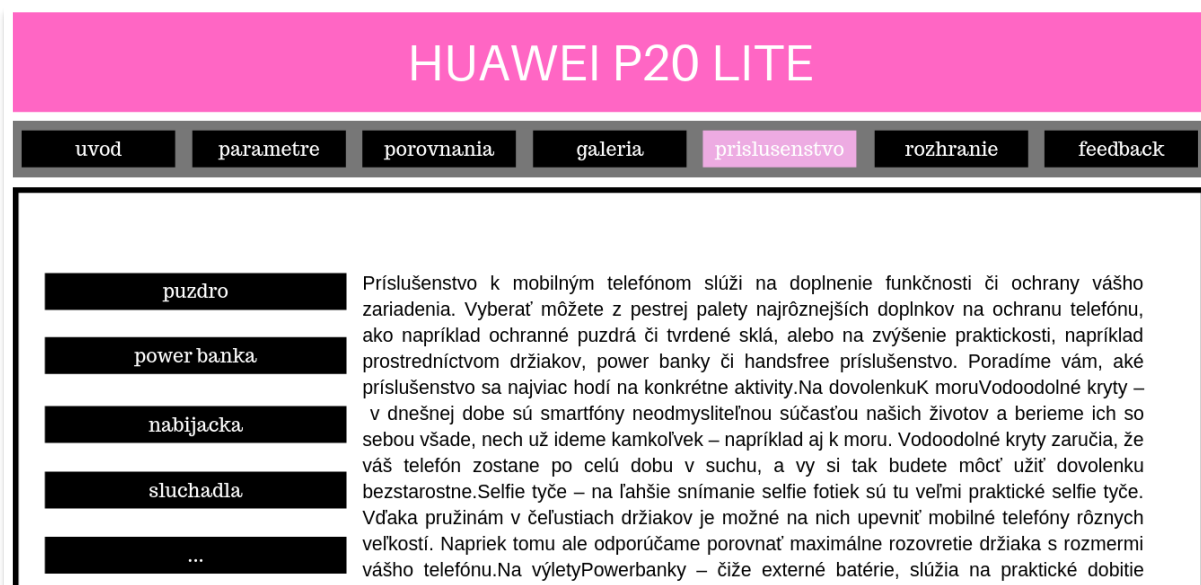 HUAWEI P20 LITE
uvod parametre porovnania galeria prislusenstvo rozhranie feedback
puzdro
power banka
nabijacka
sluchadla
...
Príslušenstvo k mobilným telefónom slúži na doplnenie funkčnosti či ochrany vášho
zariadenia. Vyberať môžete z pestrej palety najrôznejších doplnkov na ochranu telefónu,
ako napríklad ochranné puzdrá či tvrdené sklá, alebo na zvýšenie praktickosti, napríklad
prostredníctvom držiakov, power banky či handsfree príslušenstvo. Poradíme vám, aké
príslušenstvo sa najviac hodí na konkrétne aktivity.Na dovolenkuK moruVodoodolné kryty –
v dnešnej dobe sú smartfóny neodmysliteľnou súčasťou našich životov a berieme ich so
sebou všade, nech už ideme kamkoľvek – napríklad aj k moru. Vodoodolné kryty zaručia, že
váš telefón zostane po celú dobu v suchu, a vy si tak budete môcť užiť dovolenku
bezstarostne.Selfie tyče – na ľahšie snímanie selfie fotiek sú tu veľmi praktické selfie tyče.
Vďaka pružinám v čeľustiach držiakov je možné na nich upevniť mobilné telefóny rôznych
veľkostí. Napriek tomu ale odporúčame porovnať maximálne rozovretie držiaka s rozmermi
vášho telefónu.Na výletyPowerbanky – čiže externé batérie, slúžia na praktické dobitie